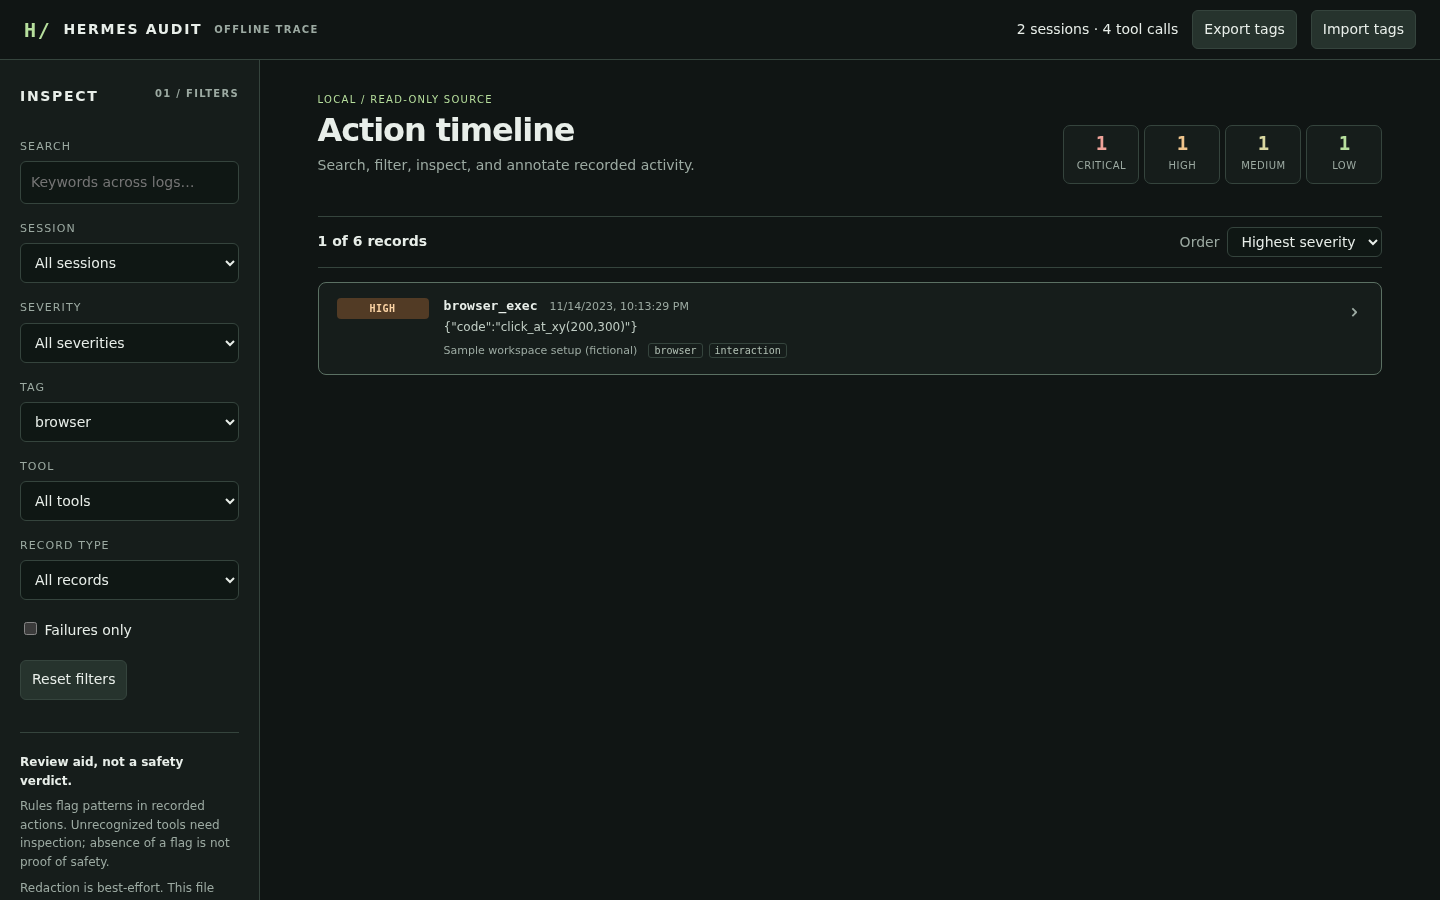 H/ HERMES AUDIT OFFLINE TRACE
2 sessions · 4 tool calls
Export tags
Import tags
INSPECT
01 / FILTERS
SEARCH
Keywords across logs...
SESSION
All sessions
SEVERITY
All severities
TAG
browser
TOOL
All tools
RECORD TYPE
All records
Failures only
Reset filters
Review aid, not a safety
verdict.
Rules flag patterns in recorded
actions. Unrecognized tools need
inspection; absence of a flag is not
proof of safety.
Redaction is best-effort. This file
LOCAL / READ-ONLY SOURCE
Action timeline
Search, filter, inspect, and annotate recorded activity.
1 CRITICAL
1 HIGH
1 MEDIUM
1 LOW
1 of 6 records
Order Highest severity
HIGH
browser_exec 11/14/2023, 10:13:29 PM
{"code":"click_at_xy(200,300)"}
Sample workspace setup (fictional) browser interaction